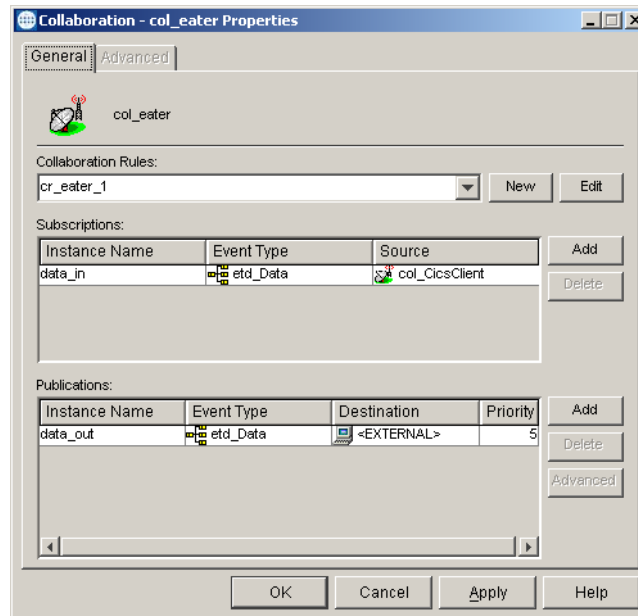 Collaboration - col_eater Properties
General Advanced
col_eater
Collaboration Rules:
cr_eater_1 New Edit
Subscriptions:
Instance Name Event Type Source Add
data_in etd_Data col_CicsClient Delete
Publications:
Instance Name Event Type Destination Priority Add
data_out etd_Data <EXTERNAL> 5 Delete
Advanced
OK Cancel Apply Help